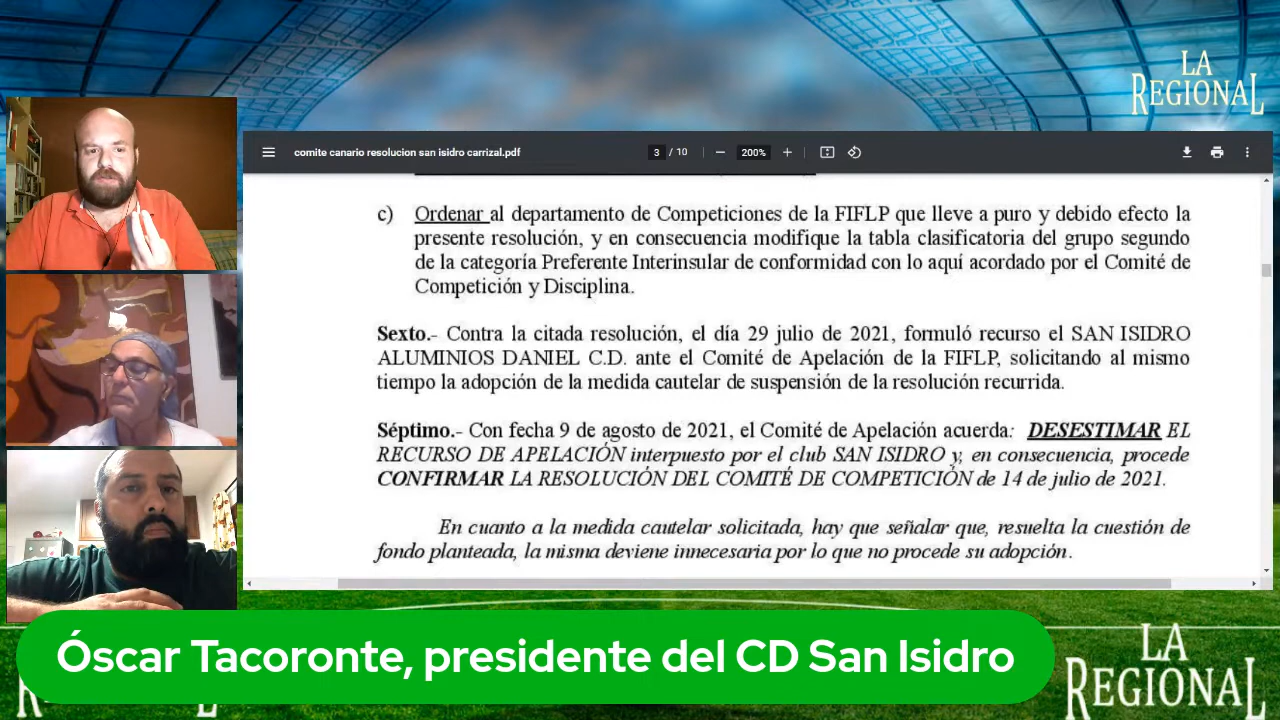 LA
REGIONAL
comite canario resolucion san isidro carrizal.pdf
3 / 10
200%
c) Ordenar al departamento de Competiciones de la FIFLP que lleve a puro y debido efecto la
presente resolución, y en consecuencia modifique la tabla clasificatoria del grupo segundo
de la categoría Preferente Interinsular de conformidad con lo aquí acordado por el Comité de
Competición y Disciplina.
Sexto.- Contra la citada resolución, el día 29 julio de 2021, formuló recurso el SAN ISIDRO
ALUMINIOS DANIEL C.D. ante el Comité de Apelación de la FIFLP, solicitando al mismo
tiempo la adopción de la medida cautelar de suspensión de la resolución recurrida.
Séptimo.- Con fecha 9 de agosto de 2021, el Comité de Apelación acuerda: DESESTIMAR EL
RECURSO DE APELACIÓN interpuesto por el club SAN ISIDRO y, en consecuencia, procede
CONFIRMAR LA RESOLUCIÓN DEL COMITÉ DE COMPETICIÓN de 14 de julio de 2021.
En cuanto a la medida cautelar solicitada, hay que señalar que, resuelta la cuestión de
fondo planteada, la misma deviene innecesaria por lo que no procede su adopción.
Óscar Tacoronte, presidente del CD San Isidro
LA
REGIONAL